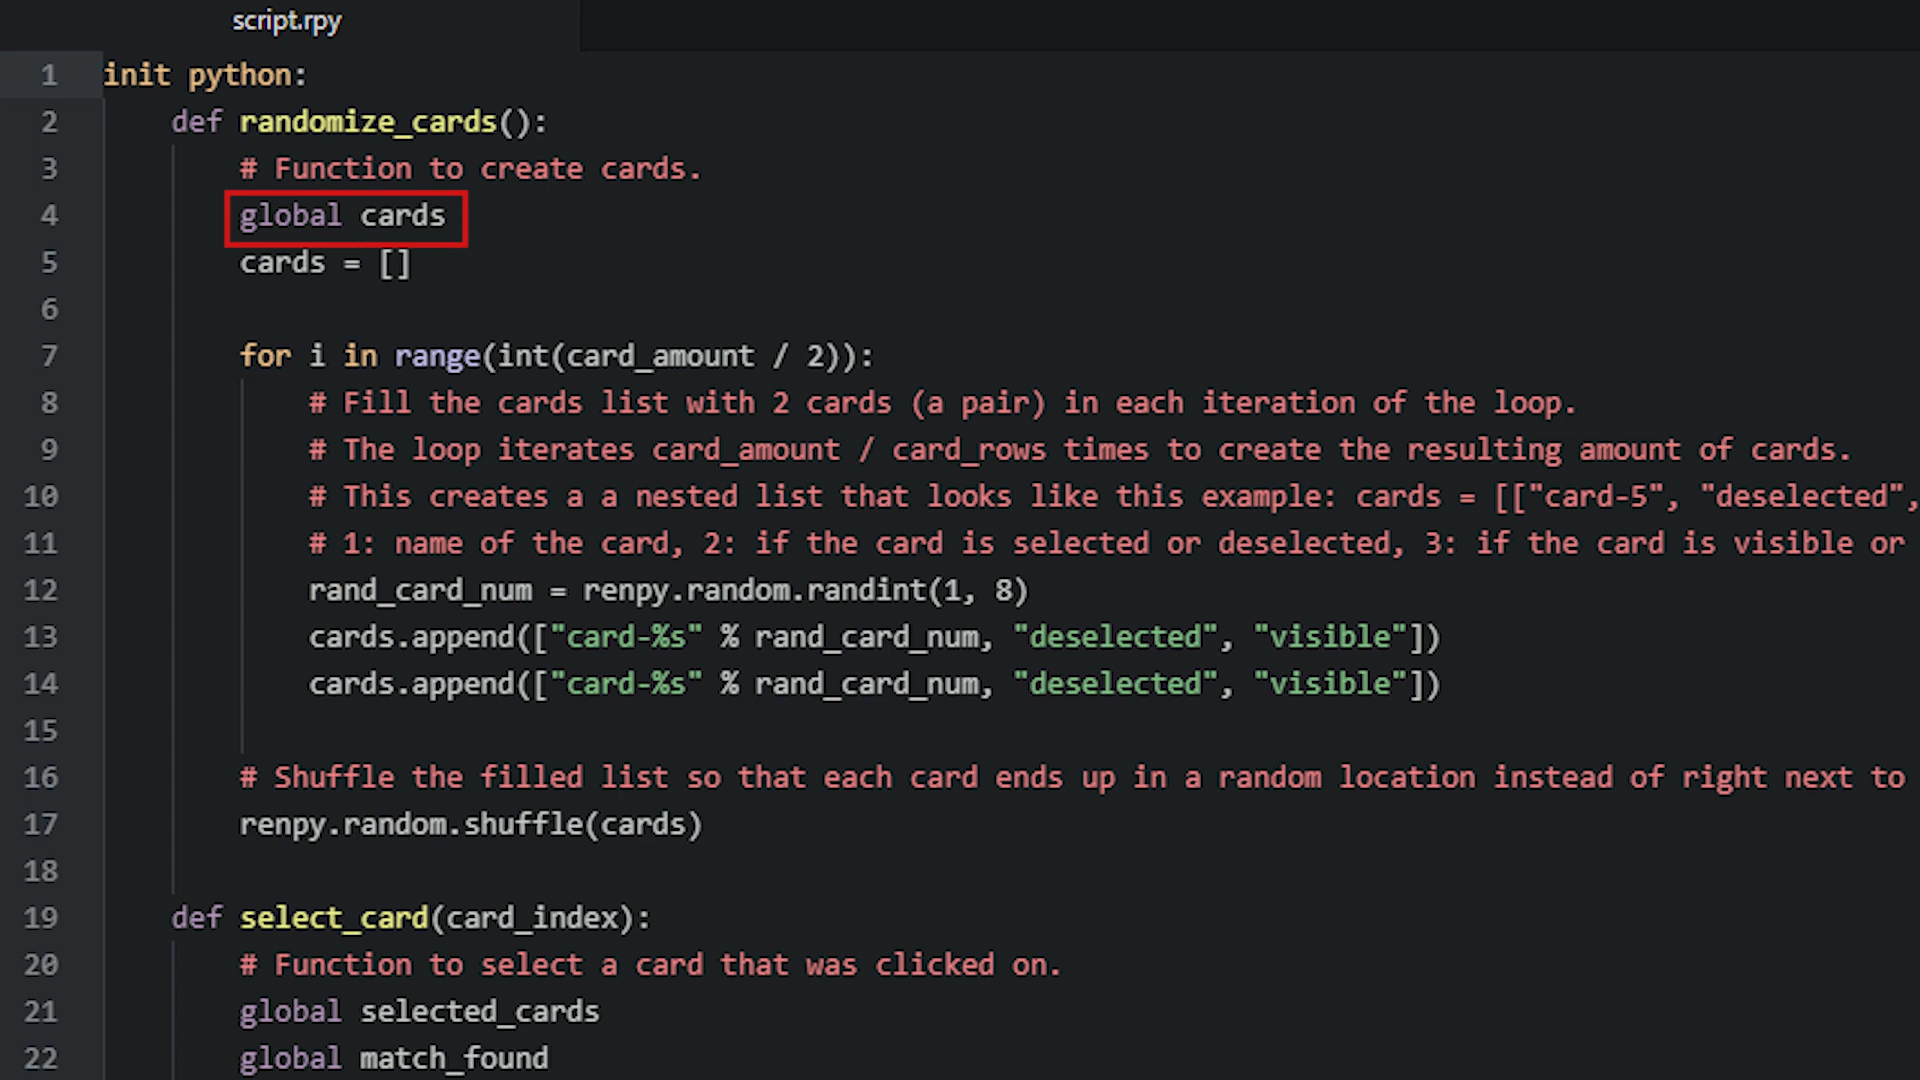 script.rpy
1 init python:
2 def randomize_cards():
3 # Function to create cards.
4 global cards
5 cards = []
6
7 for i in range(int(card_amount / 2)):
8 # Fill the cards list with 2 cards (a pair) in each iteration of the loop.
9 # The loop iterates card_amount / card_rows times to create the resulting amount of cards.
10 # This creates a a nested list that looks like this example: cards = [["card-5", "deselected",
11 # 1: name of the card, 2: if the card is selected or deselected, 3: if the card is visible or
12 rand_card_num = renpy.random.randint(1, 8)
13 cards.append(["card-%s" % rand_card_num, "deselected", "visible"])
14 cards.append(["card-%s" % rand_card_num, "deselected", "visible"])
15
16 # Shuffle the filled list so that each card ends up in a random location instead of right next to
17 renpy.random.shuffle(cards)
18
19 def select_card(card_index):
20 # Function to select a card that was clicked on.
21 global selected_cards
22 global match_found